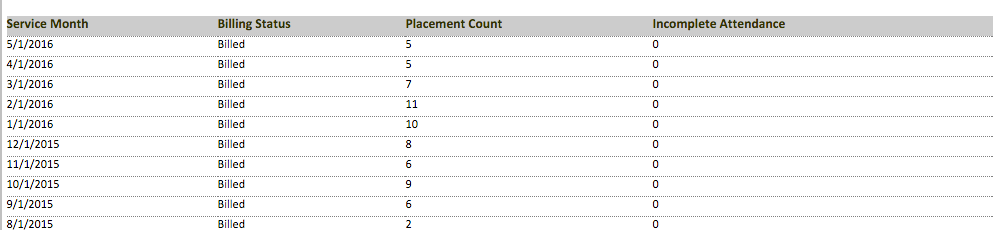 Service Month Billing Status Placement Count Incomplete Attendance
5/1/2016 Billed 5 0
4/1/2016 Billed 5 0
3/1/2016 Billed 7 0
2/1/2016 Billed 11 0
1/1/2016 Billed 10 0
12/1/2015 Billed 8 0
11/1/2015 Billed 6 0
10/1/2015 Billed 9 0
9/1/2015 Billed 6 0
8/1/2015 Billed 2 0